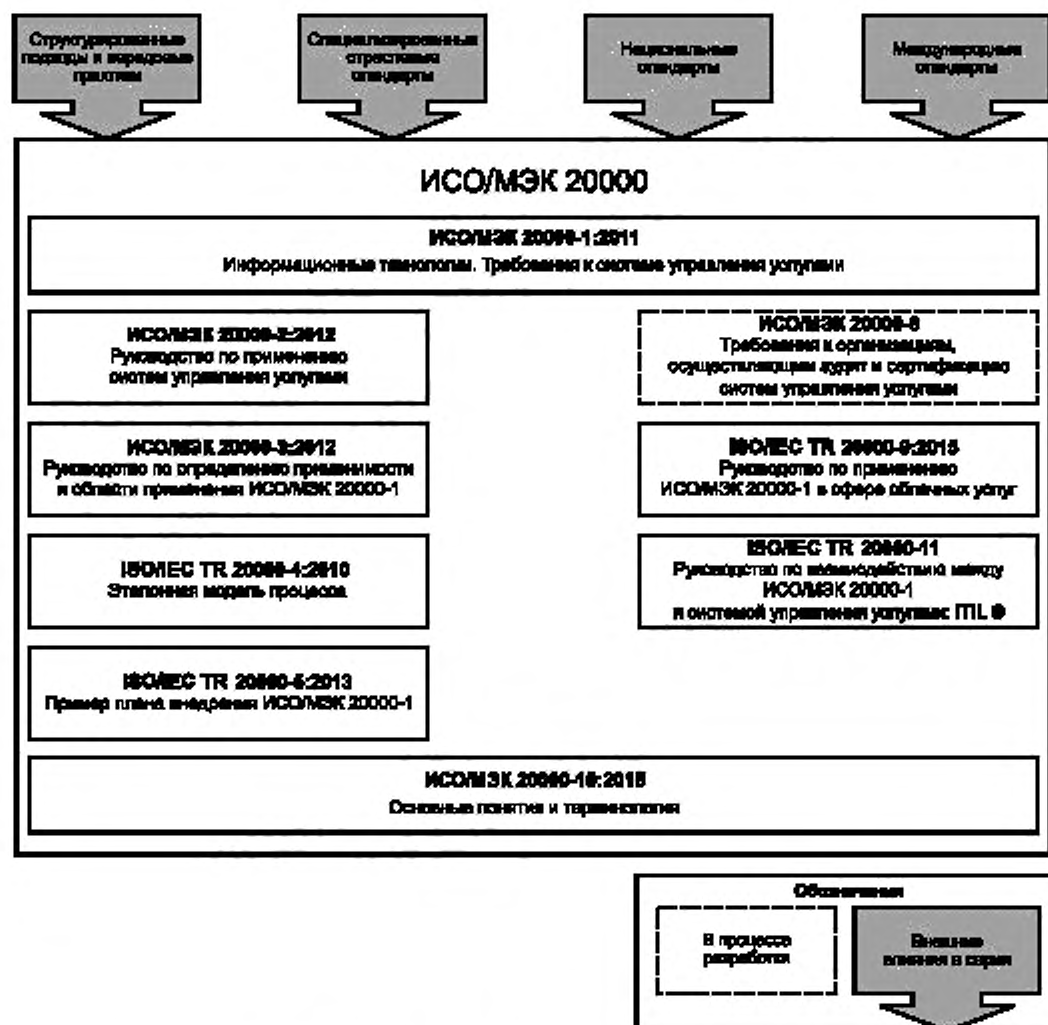 Структурированные
подходы и передовые
практики
Специализированные
отраслевые
стандарты
Национальные
стандарты
Международные
стандарты
ИСО/МЭК 20000
ИСО/МЭК 20000-1:2011
Информационные технологии. Требования к системе управления услугами
ИСО/МЭК 20000-2:2012
Руководство по применению
систем управления услугами
ИСО/МЭК 20000-6
Требования к организациям,
осуществляющим аудит и сертификацию
систем управления услугами
ИСО/МЭК 20000-3:2012
Руководство по определению применимости
и области применения ИСО/МЭК 20000-1
ISO/IEC TR 20000-9:2015
Руководство по применению
ИСО/МЭК 20000-1 в сфере облачных услуг
ISO/IEC TR 20000-4:2010
Эталонная модель процесса
ISO/IEC TR 20000-11
Руководство по взаимодействию между
ИСО/МЭК 20000-1
и системой управления услугами: ITIL ®
ISO/IEC TR 20000-5:2013
Пример плана внедрения ИСО/МЭК 20000-1
ИСО/МЭК 20000-10:2015
Основные понятия и терминология
Обозначения
В процессе
разработки
Внешние
влияния в серии